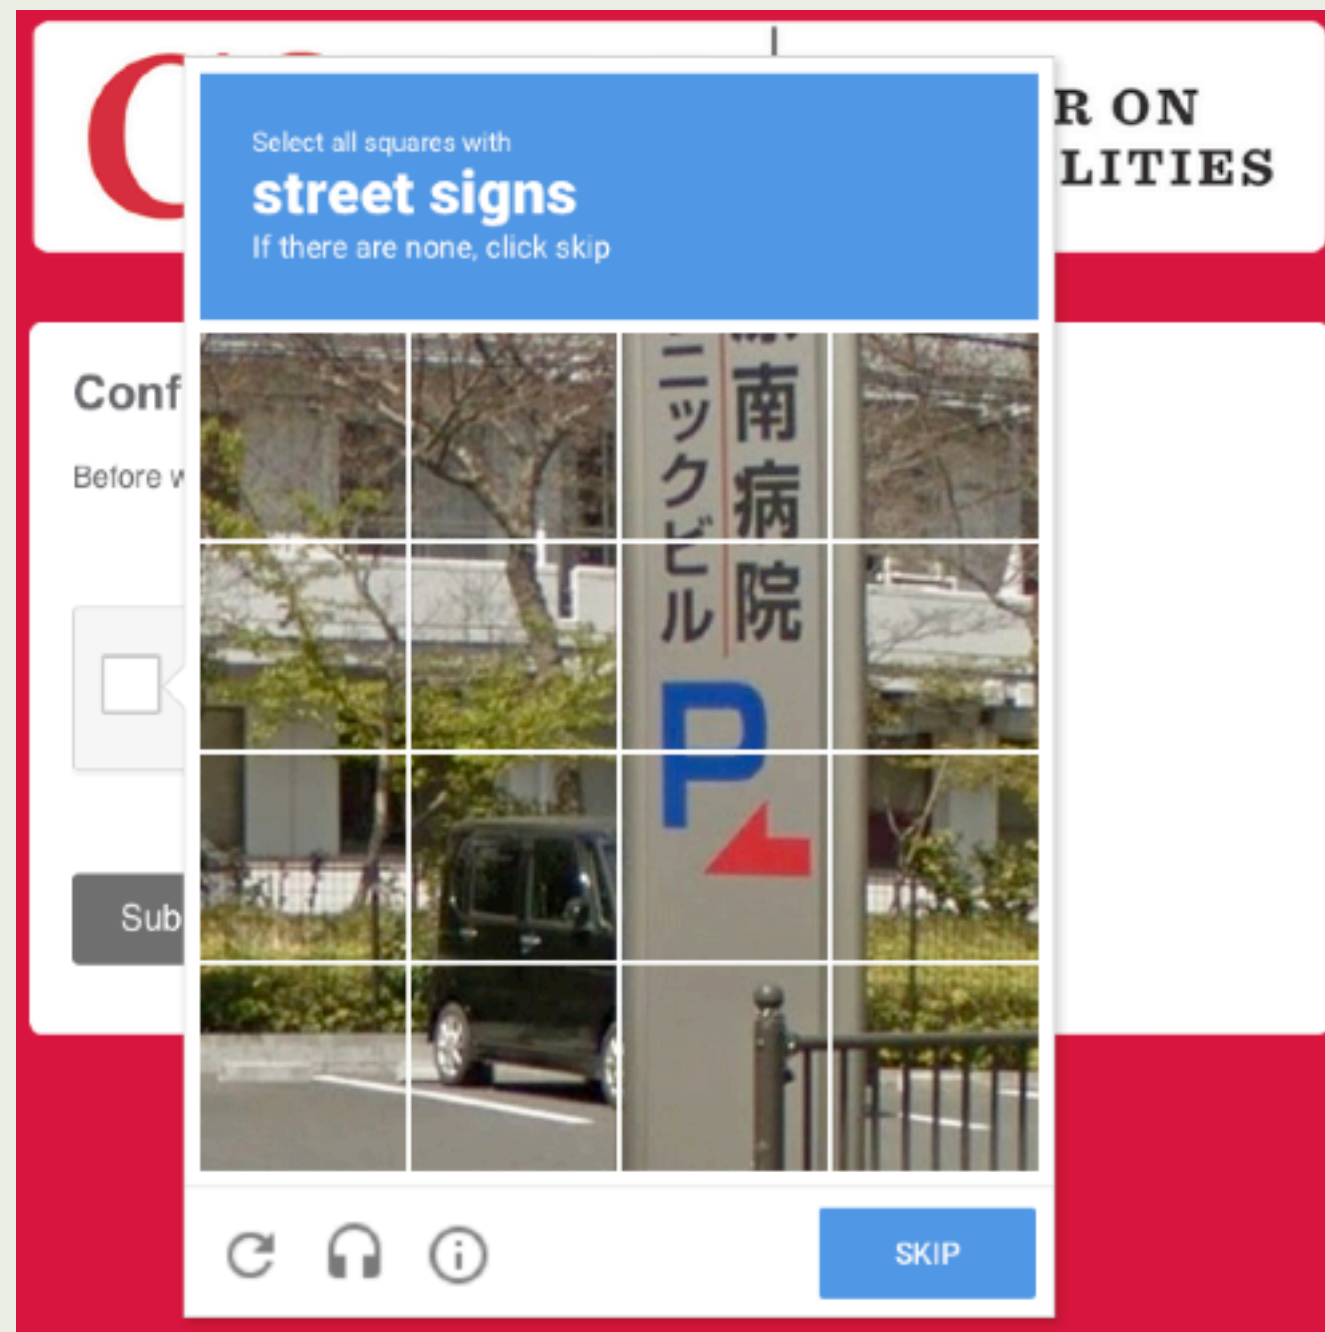 R ON
LITIES
Select all squares with
street signs
If there are none, click skip
Conf
Before w
ニックビル
南病院
P
Sub
SKIP